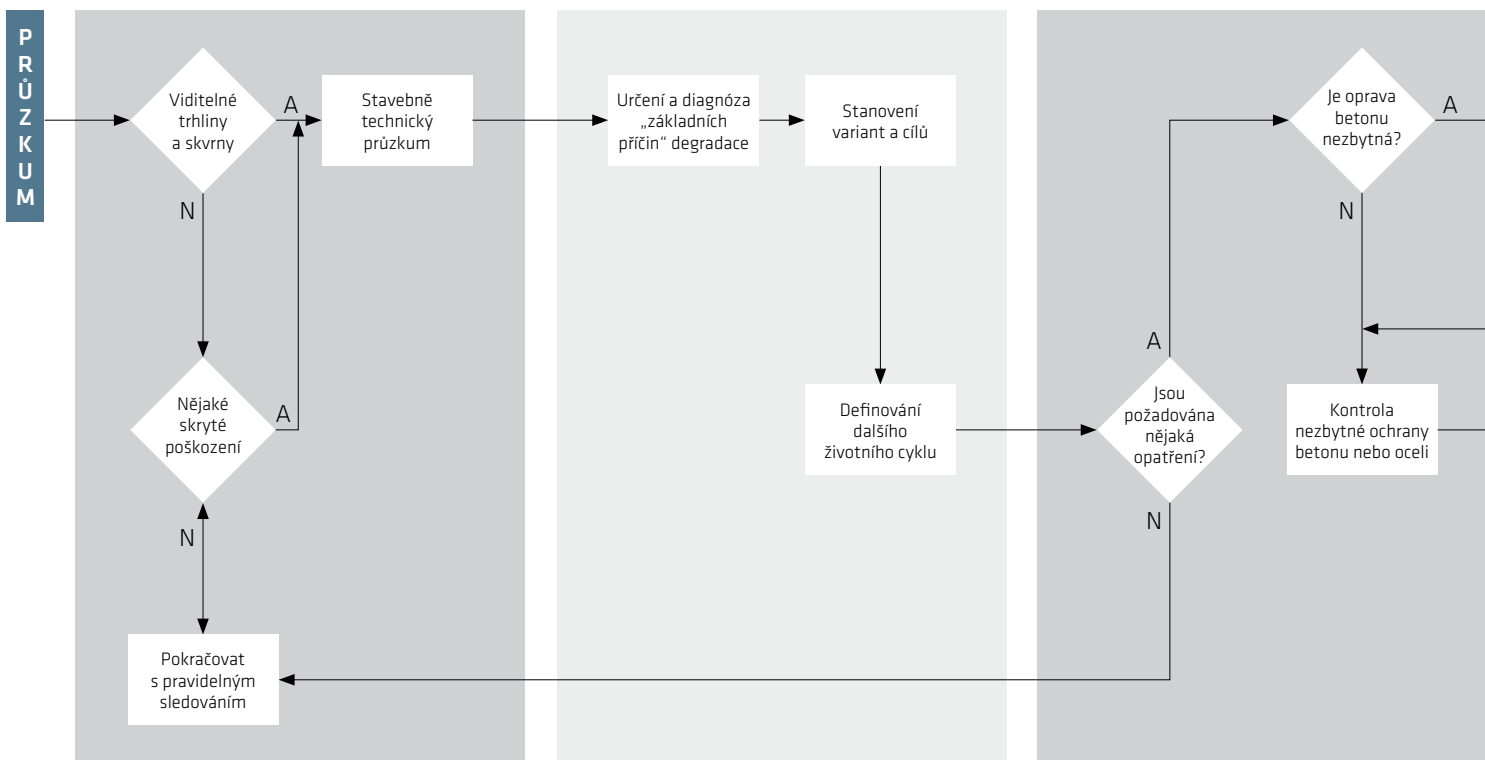 PRŮZKUM
Viditelné
trhliny
a skvrny
A
N
Stavebně
technický
průzkum
Nějaké
skryté
poškození
A
N
Pokračovat
s pravidelným
sledováním
Určení a diagnóza
„základních
příčin“ degradace
Stanovení
variant a cílů
Definování
dalšího
životního cyklu
Jsou
požadována
nějaká
opatření?
A
N
Je oprava
betonu
nezbytná?
A
N
Kontrola
nezbytné ochrany
betonu nebo oceli